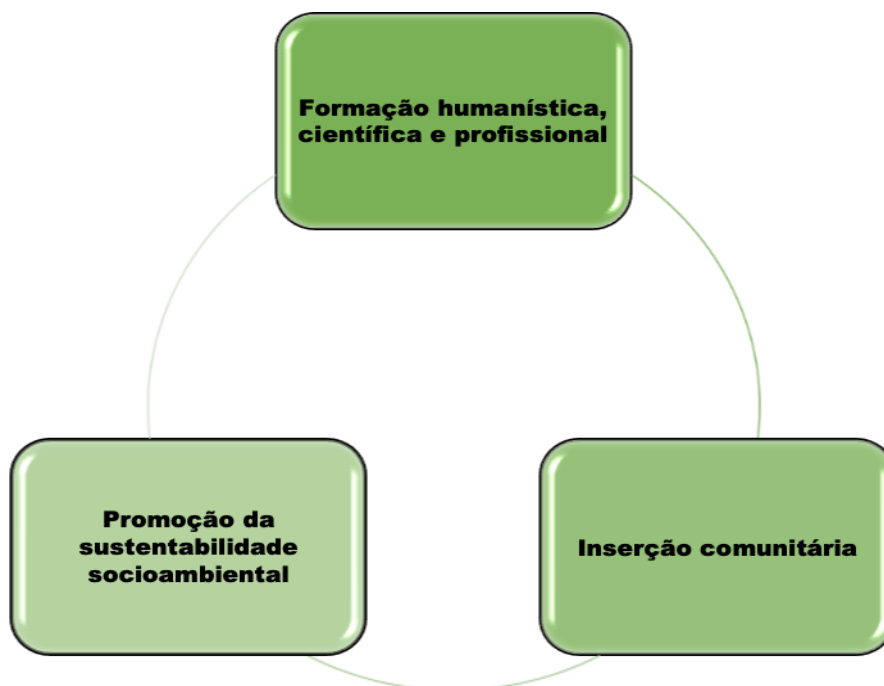 Formação humanística,
científica e profissional
Promoção da
sustentabilidade
socioambiental
Inserção comunitária